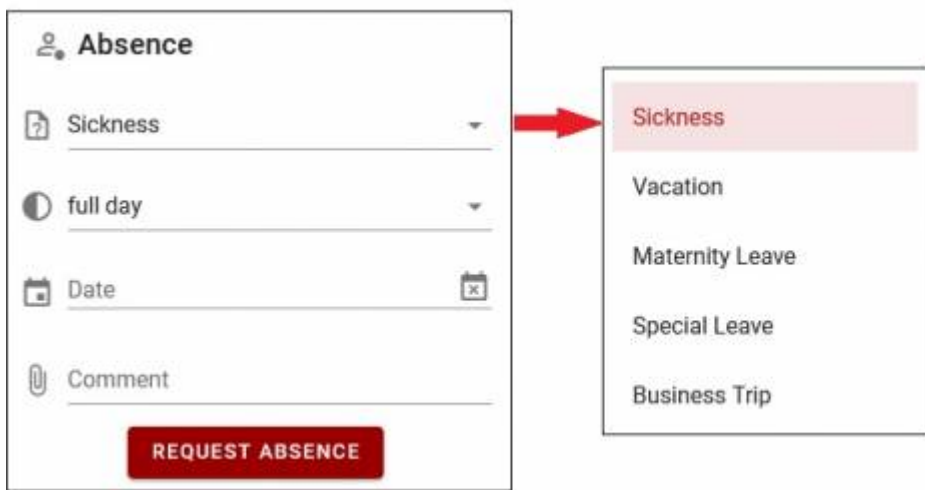 Absence
Sickness
full day
Date
Comment
REQUEST ABSENCE
Sickness
Vacation
Maternity Leave
Special Leave
Business Trip